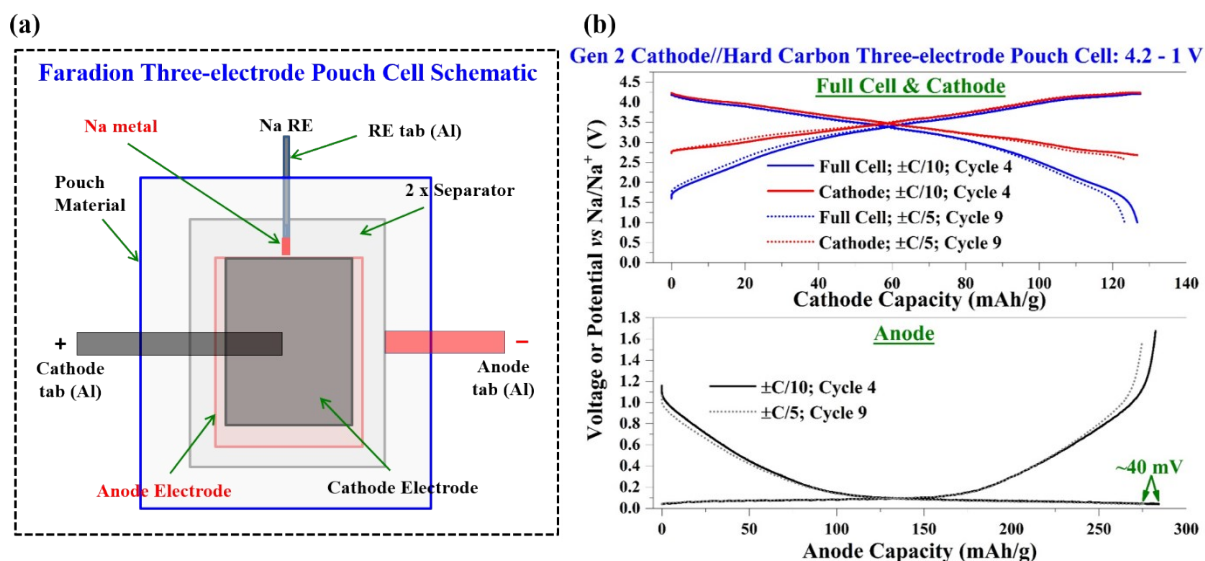 (a)
Faradion Three-electrode Pouch Cell Schematic
Na metal
Na RE
RE tab (Al)
Pouch
Material
2 x Separator
+
Cathode
tab (Al)
−
Anode
tab (Al)
Anode Electrode
Cathode Electrode
(b)
Gen 2 Cathode//Hard Carbon Three-electrode Pouch Cell: 4.2 - 1 V
Voltage or Potential vs Na/Na⁺ (V)
Full Cell & Cathode
4.5
4.0
3.5
3.0
2.5
2.0
1.5
1.0
0.5
0.0
Full Cell; ±C/10; Cycle 4
Cathode; ±C/10; Cycle 4
Full Cell; ±C/5; Cycle 9
Cathode; ±C/5; Cycle 9
0 20 40 60 80 100 120 140
Cathode Capacity (mAh/g)
Anode
1.8
1.6
1.4
1.2
1.0
0.8
0.6
0.4
0.2
0.0
±C/10; Cycle 4
±C/5; Cycle 9
~40 mV
0 50 100 150 200 250 300
Anode Capacity (mAh/g)